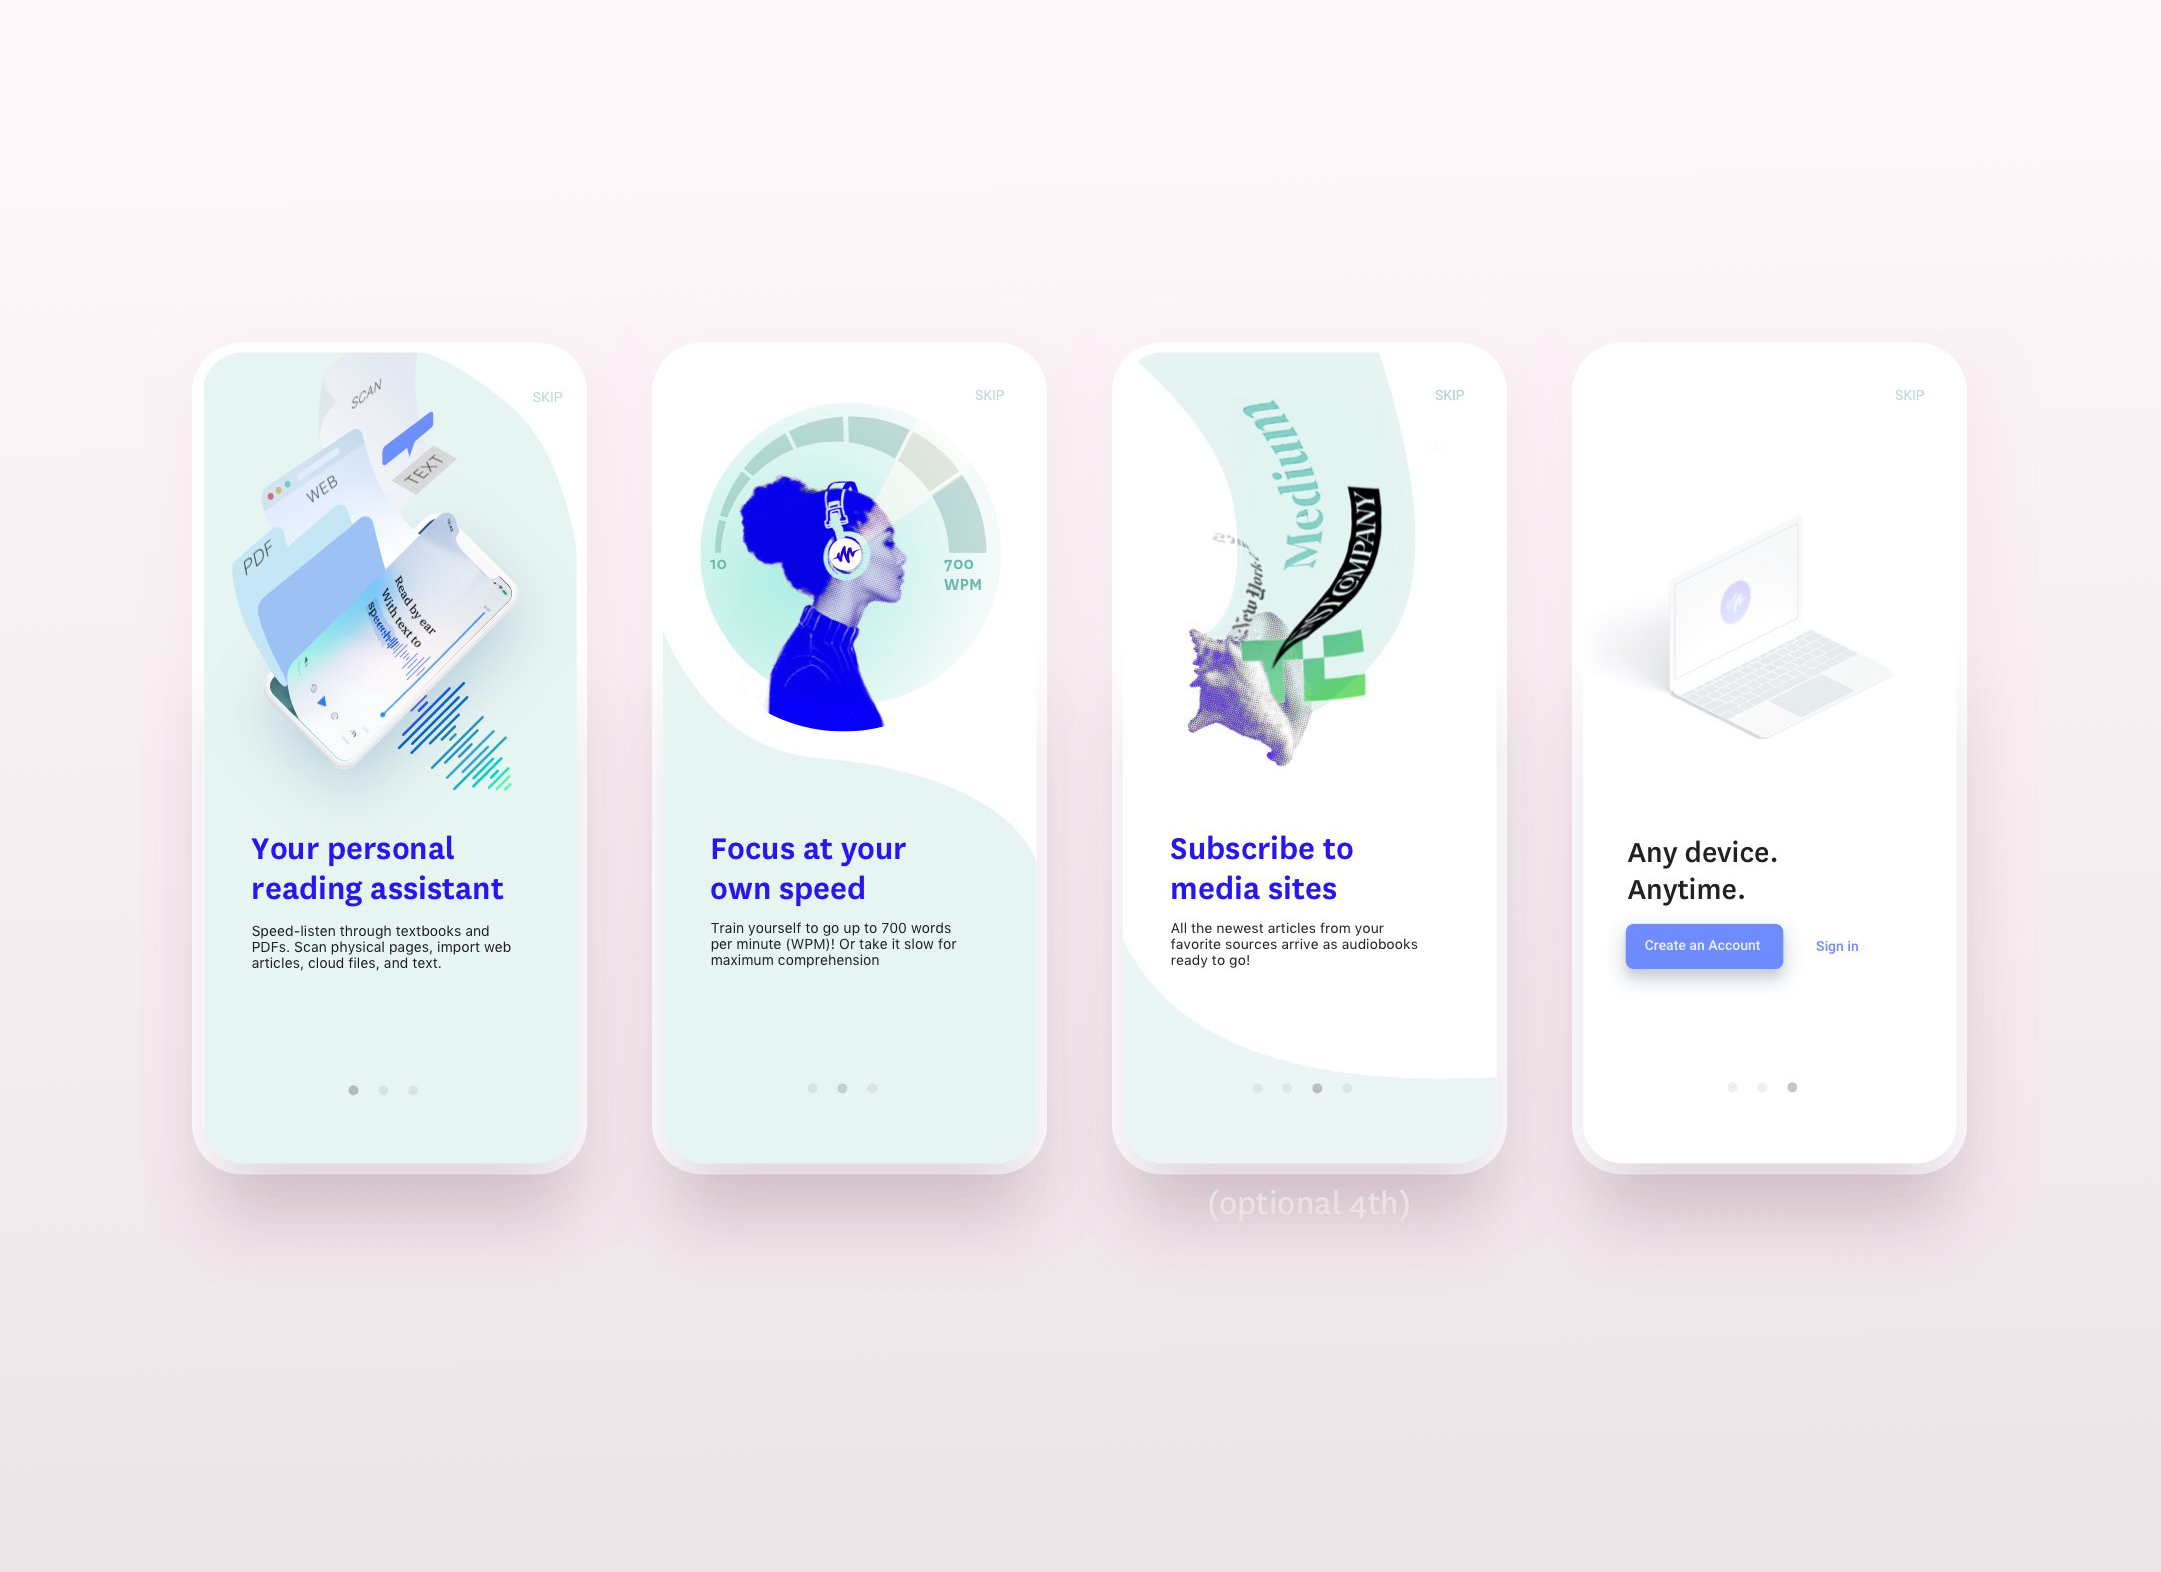 SKIP
SCAN
TEXT
WEB
PDF
Read by ear
With text to
speech
Your personal
reading assistant
Speed-listen through textbooks and
PDFs. Scan physical pages, import web
articles, cloud files, and text.
SKIP
10
700
WPM
Focus at your
own speed
Train yourself to go up to 700 words
per minute (WPM)! Or take it slow for
maximum comprehension
SKIP
Medium
COMPANY
New York
TC
Subscribe to
media sites
All the newest articles from your
favorite sources arrive as audiobooks
ready to go!
(optional 4th)
SKIP
Any device.
Anytime.
Create an Account
Sign in